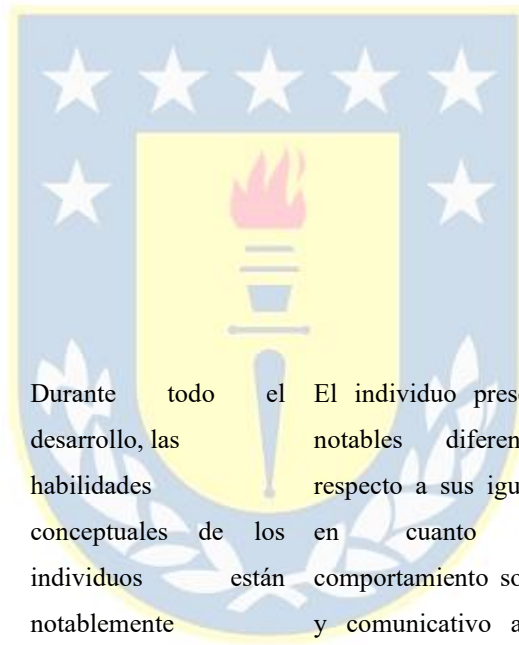 Durante todo el
desarrollo, las
habilidades
conceptuales de los
individuos están
notablemente
El individuo
notables
respecto a sus
en cuanto
comportamiento
y comunicativo